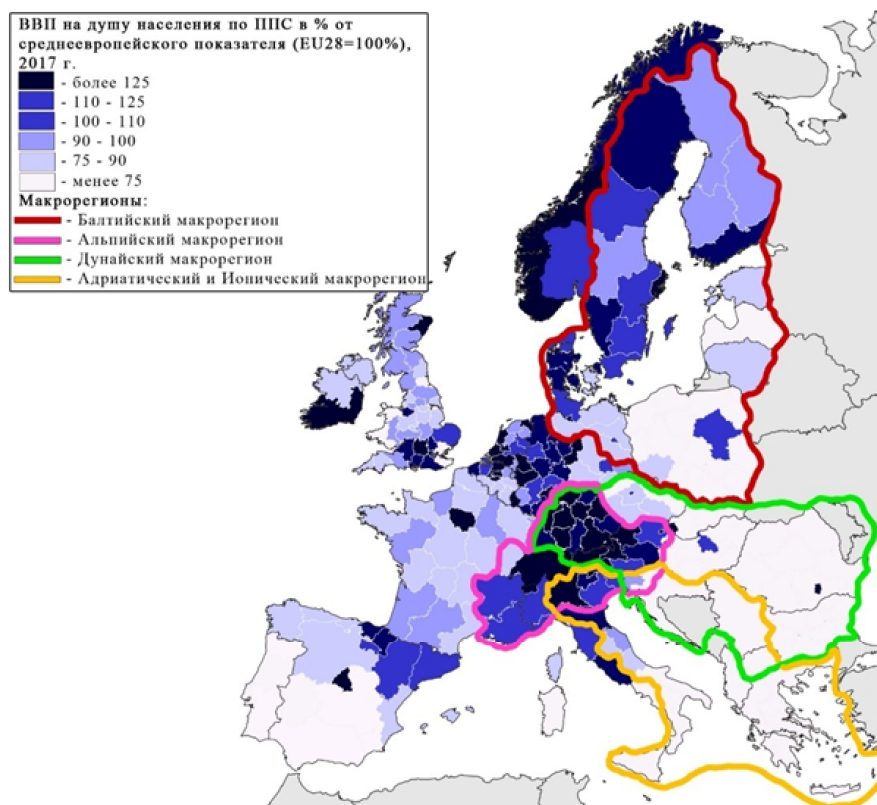 ВВП на душу населения по ППС в % от
среднеевропейского показателя (EU28=100%),
2017 г.
- более 125
- 110 - 125
- 100 - 110
- 90 - 100
- 75 - 90
- менее 75
Макрорегионы:
- Балтийский макрорегион
- Альпийский макрорегион
- Дунайский макрорегион
- Адриатический и Ионический макрорегион